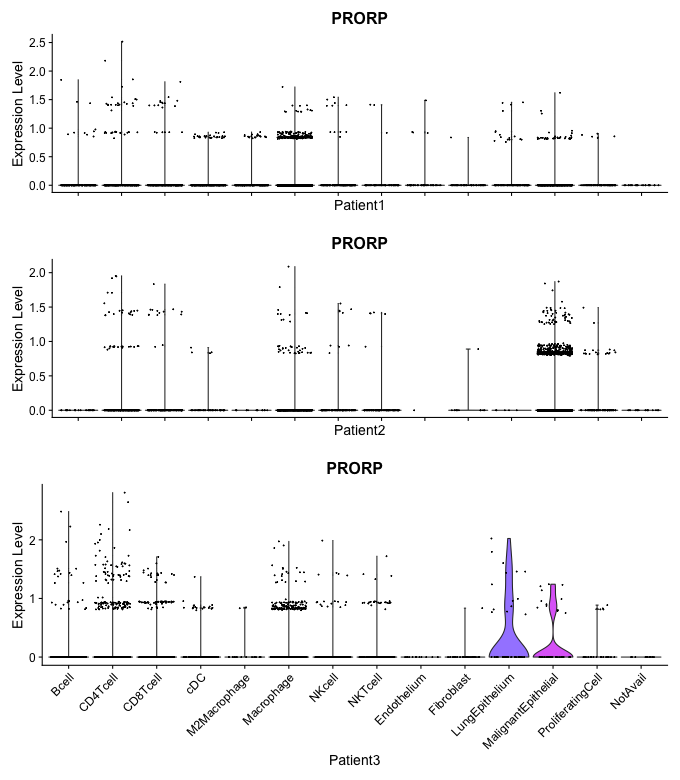 PRORP
Expression Level
2.5
2.0
1.5
1.0
0.5
0.0
Patient1
PRORP
Expression Level
2.0
1.5
1.0
0.5
0.0
Patient2
PRORP
Expression Level
2
1
0
Bcell
CD4Tcell
CD8Tcell
cDC
M2Macrophage
Macrophage
NKcell
NKTcell
Endothelium
Fibroblast
LungEpithelium
MalignantEpithelial
ProliferatingCell
NotAvail
Patient3